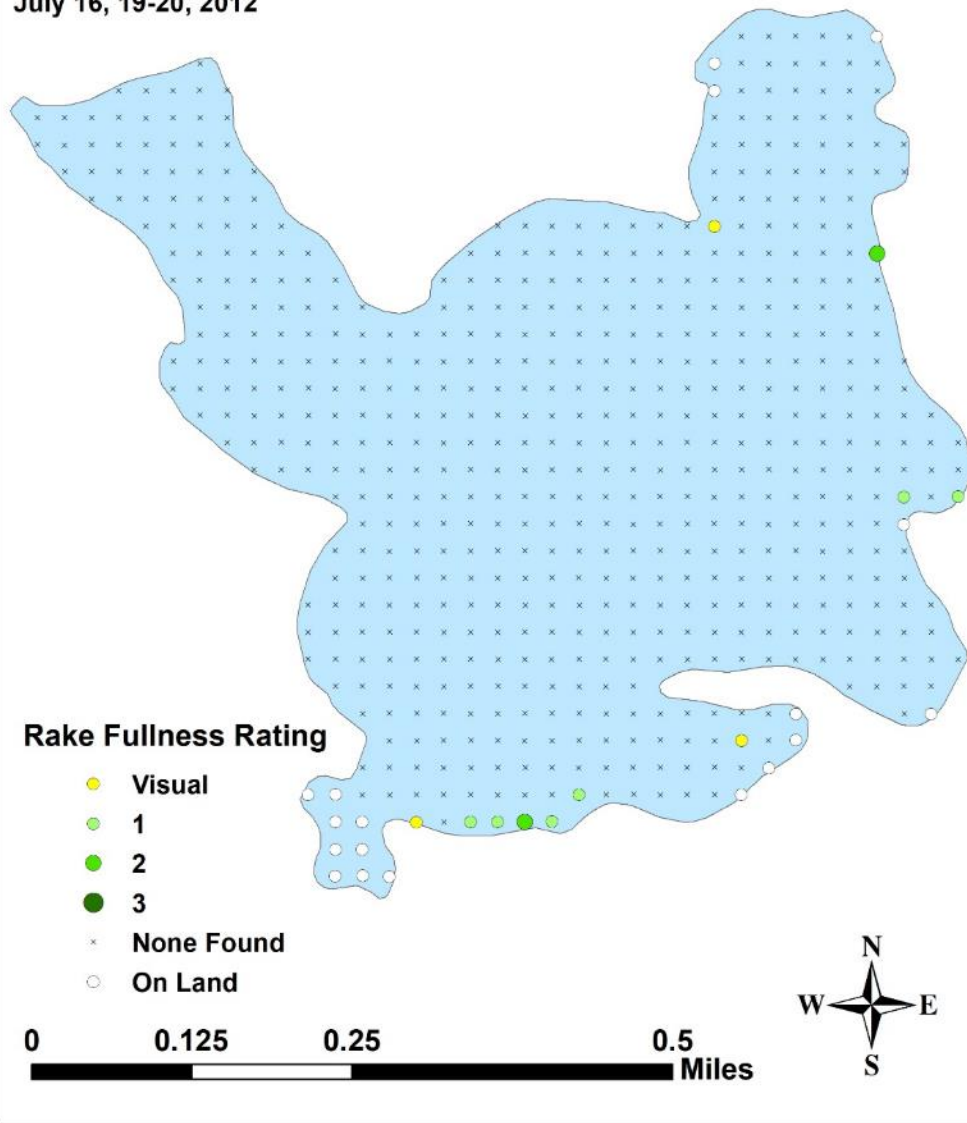 July 16, 19-20, 2012
Rake Fullness Rating
Visual
1
2
3
None Found
On Land
N
W E
S
0 0.125 0.25 0.5
Miles